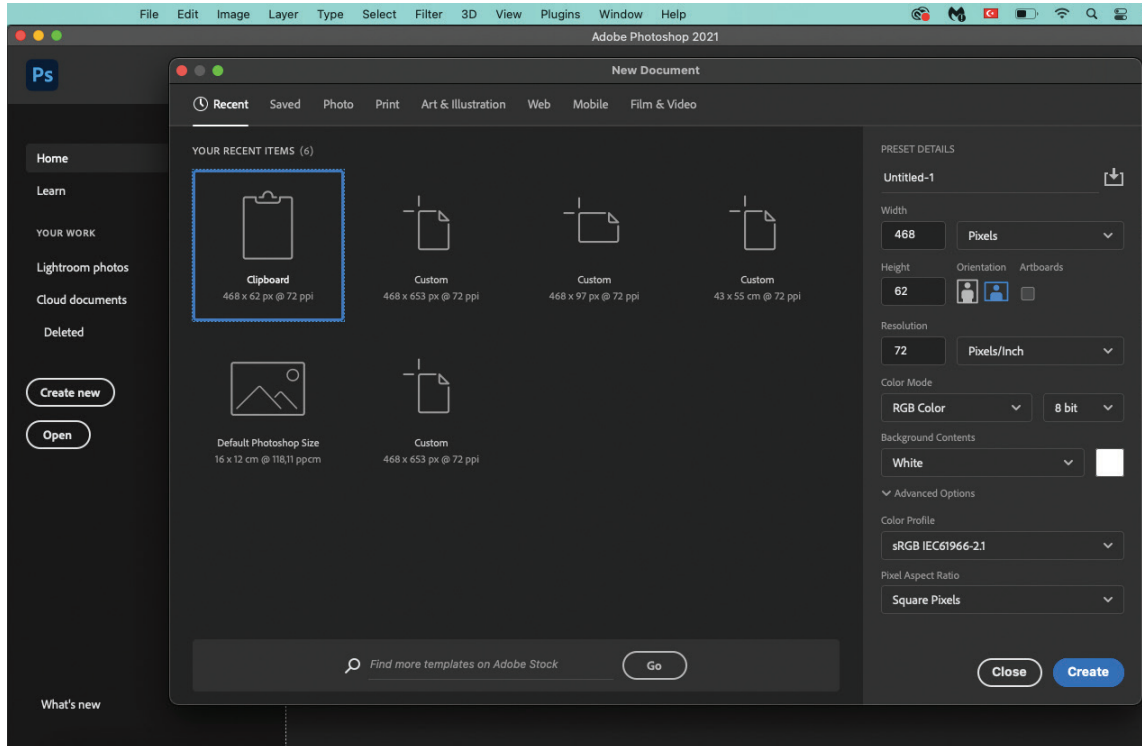 File Edit Image Layer Type Select Filter 3D View Plugins Window Help
Adobe Photoshop 2021
Ps
New Document
Recent Saved Photo Print Art & Illustration Web Mobile Film & Video
Home
Learn
YOUR WORK
Lightroom photos
Cloud documents
Deleted
Create new
Open
What's new
YOUR RECENT ITEMS (6)
Clipboard
468 x 62 px @ 72 ppi
Custom
468 x 653 px @ 72 ppi
Custom
468 x 97 px @ 72 ppi
Custom
43 x 55 cm @ 72 ppi
Default Photoshop Size
16 x 12 cm @ 118,11 ppcm
Custom
468 x 653 px @ 72 ppi
Find more templates on Adobe Stock
Go
PRESET DETAILS
Untitled-1
Width
468 Pixels
Height Orientation Artboards
62
Resolution
72 Pixels/Inch
Color Mode
RGB Color 8 bit
Background Contents
White
Advanced Options
Color Profile
sRGB IEC61966-2.1
Pixel Aspect Ratio
Square Pixels
Close Create